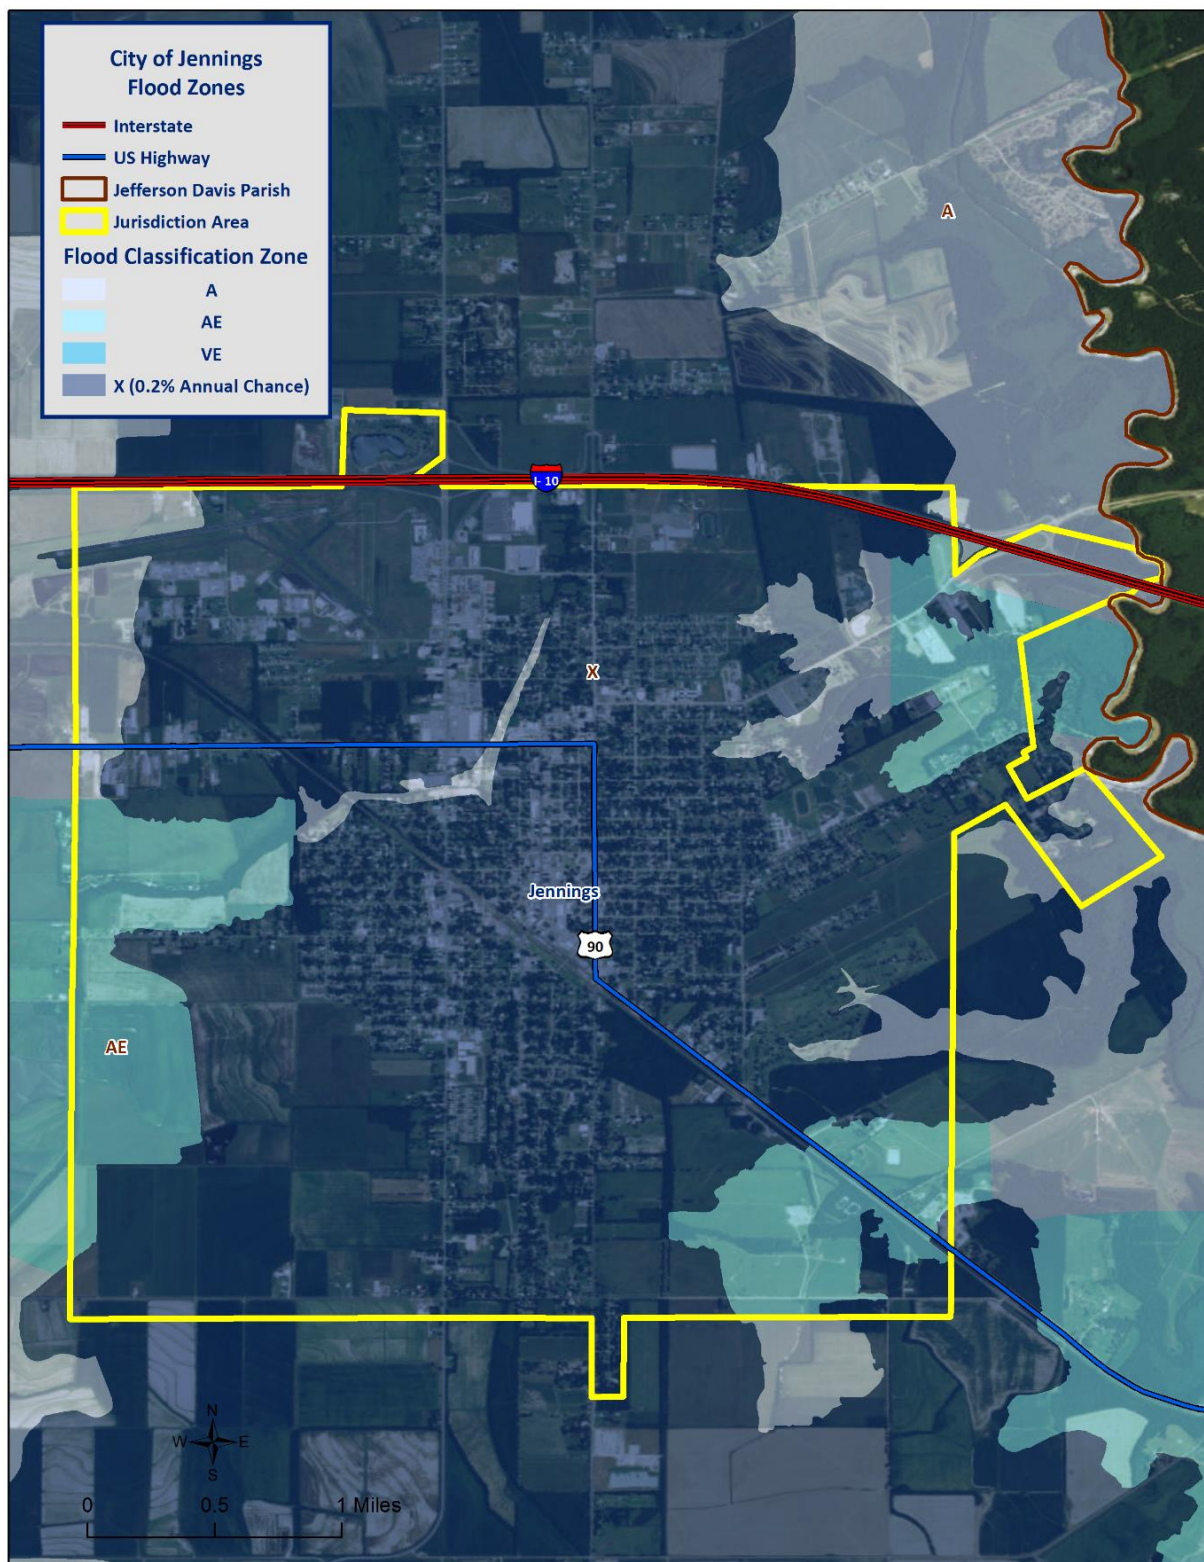 City of Jennings
Flood Zones
Interstate
US Highway
Jefferson Davis Parish
Jurisdiction Area
Flood Classification Zone
A
AE
VE
X (0.2% Annual Chance)
A
I-10
X
Jennings
90
AE
N
W E
S
0 0.5 1 Miles